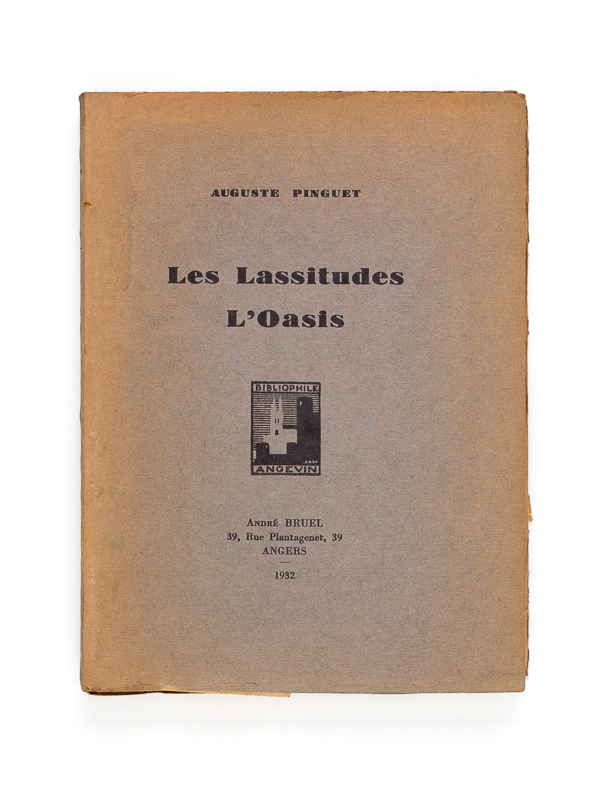 AUGUSTE PINGUET
Les Lassitudes
L'Oasis
BIBLIOPHILE
ANGEVIN
André BRUEL
39, Rue Plantagenet, 39
ANGERS
1932